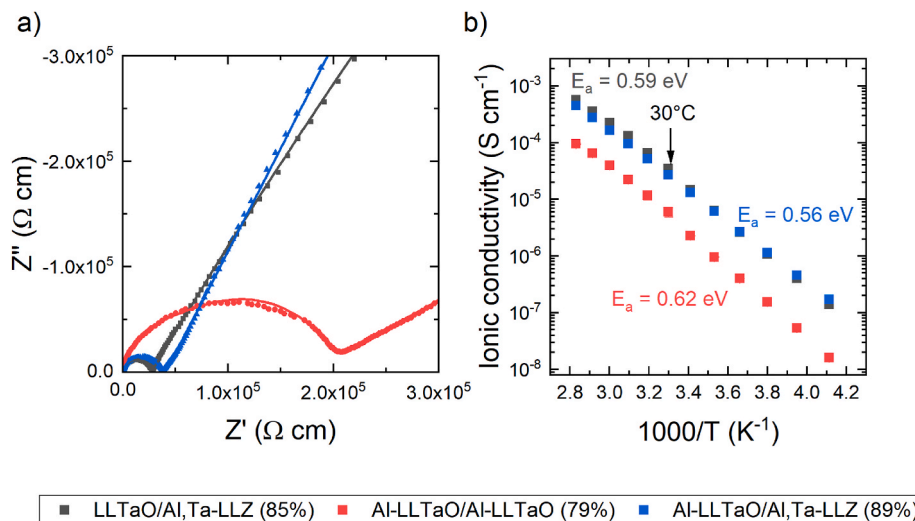 a)
-3.0x10⁵
-2.0x10⁵
-1.0x10⁵
0.0
Z'' (Ω cm)
0.0
1.0x10⁵
2.0x10⁵
3.0x10⁵
Z' (Ω cm)
b)
10⁻³
10⁻⁴
10⁻⁵
10⁻⁶
10⁻⁷
10⁻⁸
Ionic conductivity (S cm⁻¹)
Eₐ = 0.59 eV
30°C
Eₐ = 0.56 eV
Eₐ = 0.62 eV
2.8 3.0 3.2 3.4 3.6 3.8 4.0 4.2
1000/T (K⁻¹)
LLTaO/Al,Ta-LLZ (85%) Al-LLTaO/Al-LLTaO (79%) Al-LLTaO/Al,Ta-LLZ (89%)